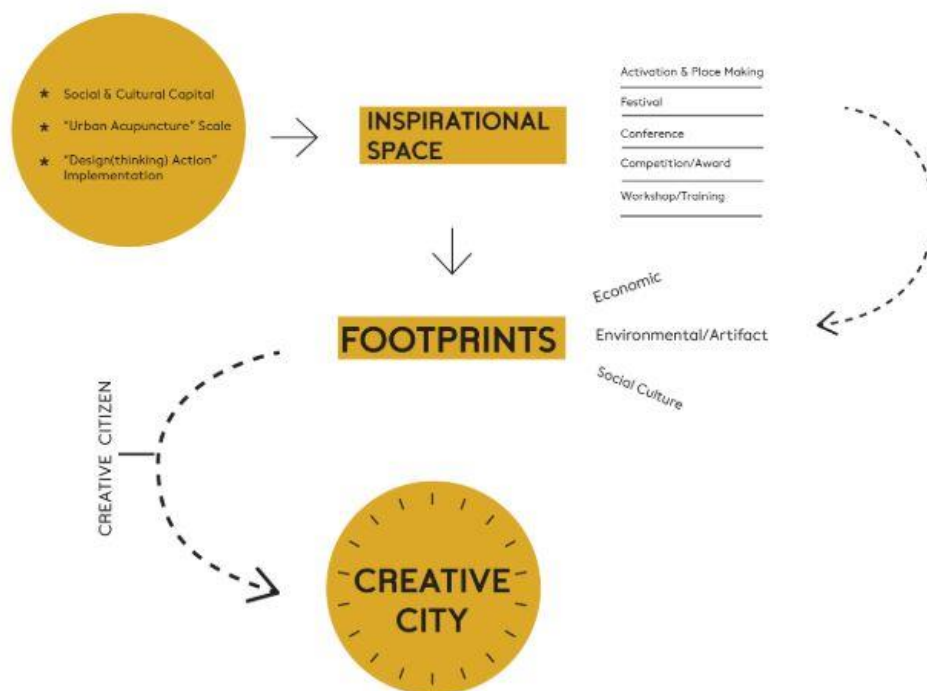 * Social & Cultural Capital
* "Urban Acupuncture" Scale
* "Design(thinking) Action"
Implementation
INSPIRATIONAL
SPACE
Activation & Place Making
Festival
Conference
Competition/Award
Workshop/Training
FOOTPRINTS
Economic
Environmental/Artifact
Social Culture
CREATIVE CITIZEN
CREATIVE
CITY